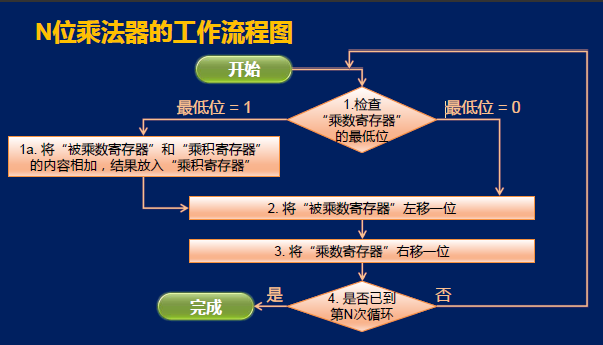 N位乘法器的工作流程图
开始
最低位 = 1
1.检查
“乘数寄存器”
的最低位
最低位 = 0
1a. 将“被乘数寄存器”和“乘积寄存器”
的内容相加，结果放入“乘积寄存器”
2. 将“被乘数寄存器”左移一位
3. 将“乘数寄存器”右移一位
完成
是
4. 是否已到
第N次循环
否